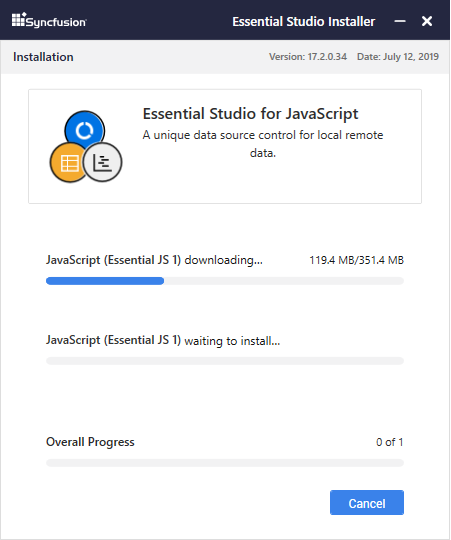 Syncfusion Essential Studio Installer
Installation Version: 17.2.0.34 Date: July 12, 2019
Essential Studio for JavaScript
A unique data source control for local remote
data.
JavaScript (Essential JS 1) downloading... 119.4 MB/351.4 MB
JavaScript (Essential JS 1) waiting to install...
Overall Progress 0 of 1
Cancel